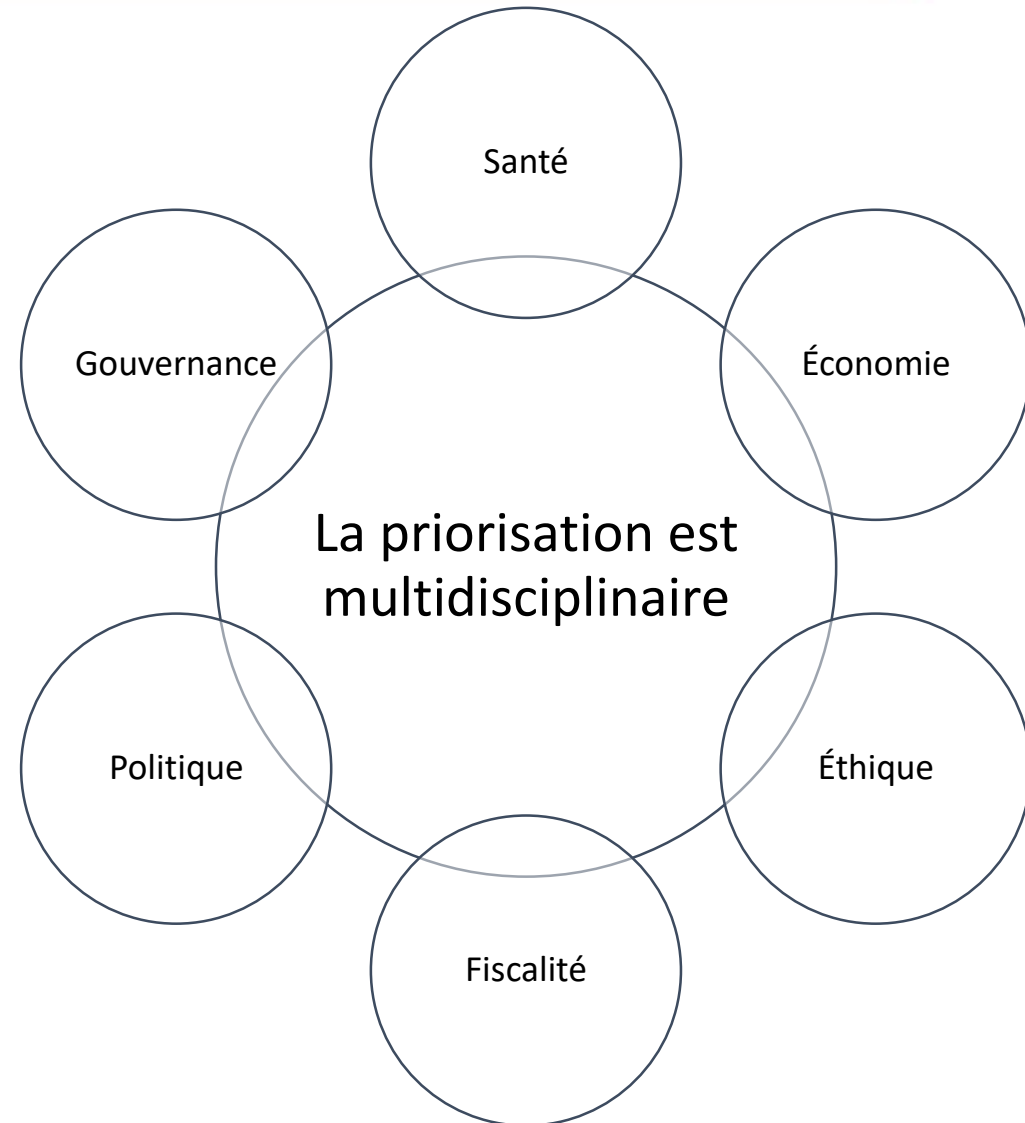 Santé
Gouvernance
Économie
La priorisation est
multidisciplinaire
Politique
Éthique
Fiscalité